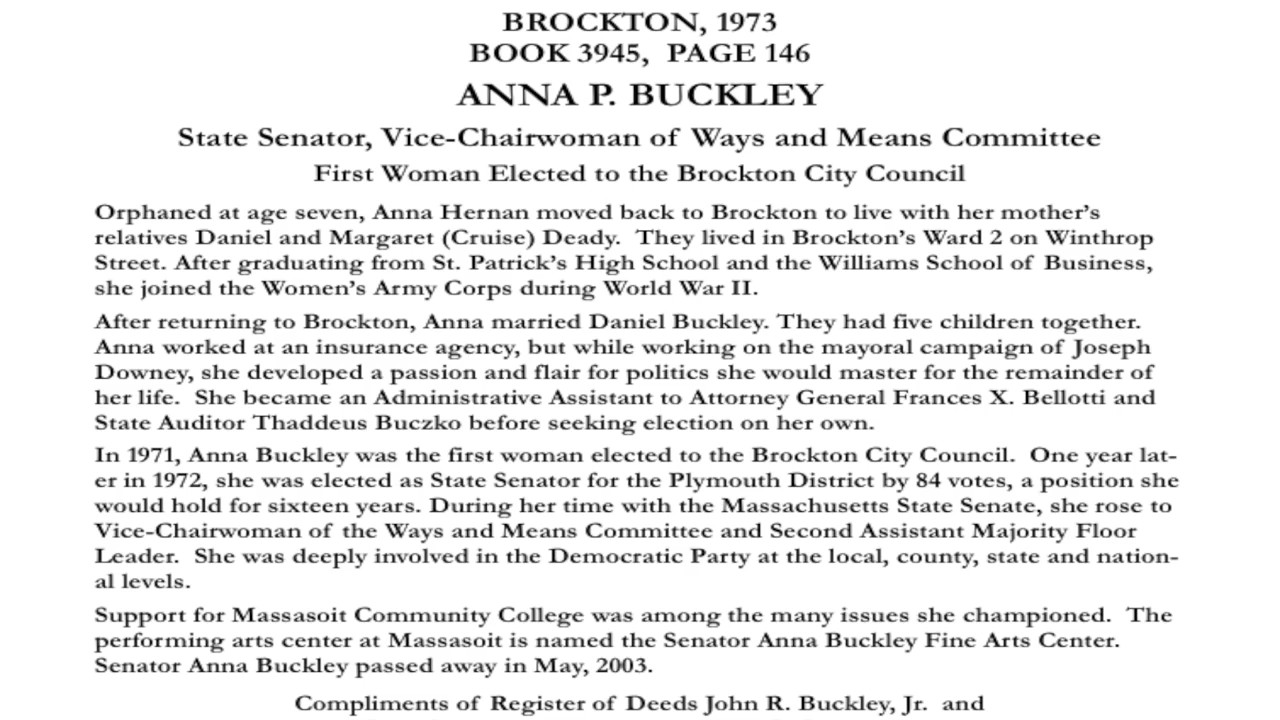 BROCKTON, 1973
BOOK 3945, PAGE 146
ANNA P. BUCKLEY
State Senator, Vice-Chairwoman of Ways and Means Committee
First Woman Elected to the Brockton City Council
Orphaned at age seven, Anna Hernan moved back to Brockton to live with her mother's
relatives Daniel and Margaret (Cruise) Deady. They lived in Brockton's Ward 2 on Winthrop
Street. After graduating from St. Patrick's High School and the Williams School of Business,
she joined the Women's Army Corps during World War II.
After returning to Brockton, Anna married Daniel Buckley. They had five children together.
Anna worked at an insurance agency, but while working on the mayoral campaign of Joseph
Downey, she developed a passion and flair for politics she would master for the remainder of
her life. She became an Administrative Assistant to Attorney General Frances X. Bellotti and
State Auditor Thaddeus Buczko before seeking election on her own.
In 1971, Anna Buckley was the first woman elected to the Brockton City Council. One year lat-
er in 1972, she was elected as State Senator for the Plymouth District by 84 votes, a position she
would hold for sixteen years. During her time with the Massachusetts State Senate, she rose to
Vice-Chairwoman of the Ways and Means Committee and Second Assistant Majority Floor
Leader. She was deeply involved in the Democratic Party at the local, county, state and nation-
al levels.
Support for Massasoit Community College was among the many issues she championed. The
performing arts center at Massasoit is named the Senator Anna Buckley Fine Arts Center.
Senator Anna Buckley passed away in May, 2003.
Compliments of Register of Deeds John R. Buckley, Jr. and